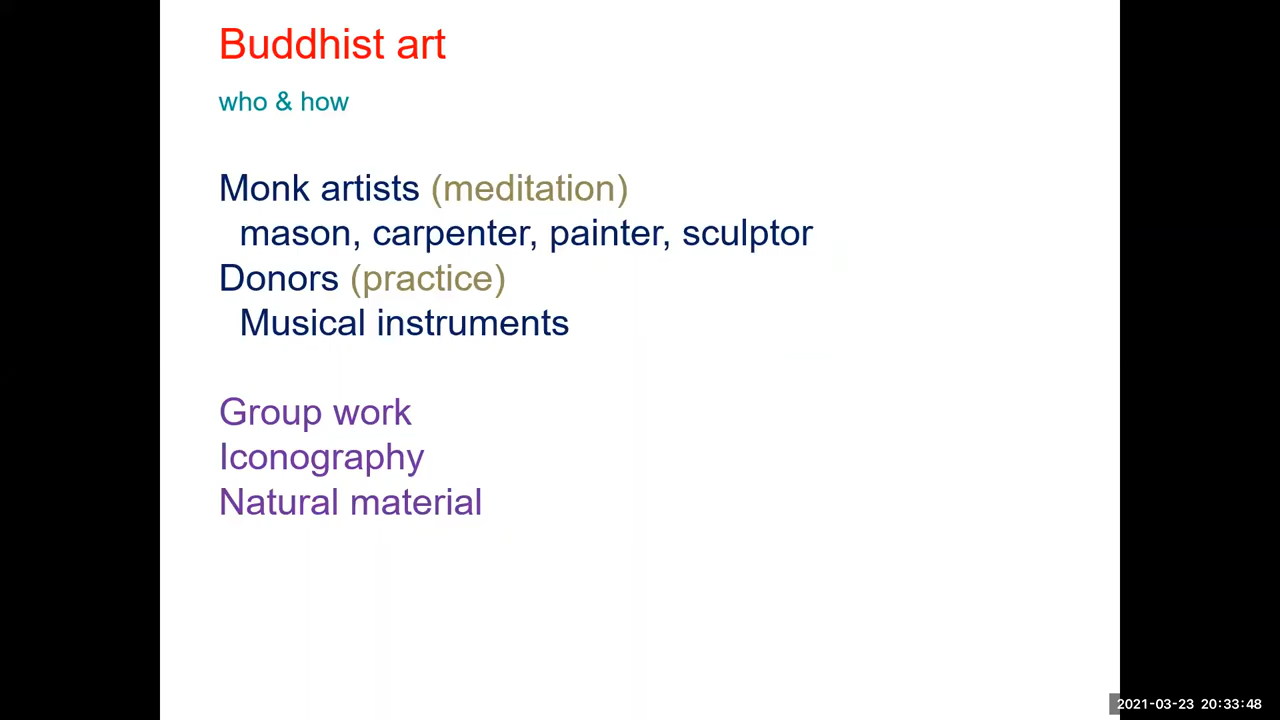 Buddhist art
who & how
Monk artists (meditation)
mason, carpenter, painter, sculptor
Donors (practice)
Musical instruments
Group work
Iconography
Natural material
2021-03-23 20:33:48